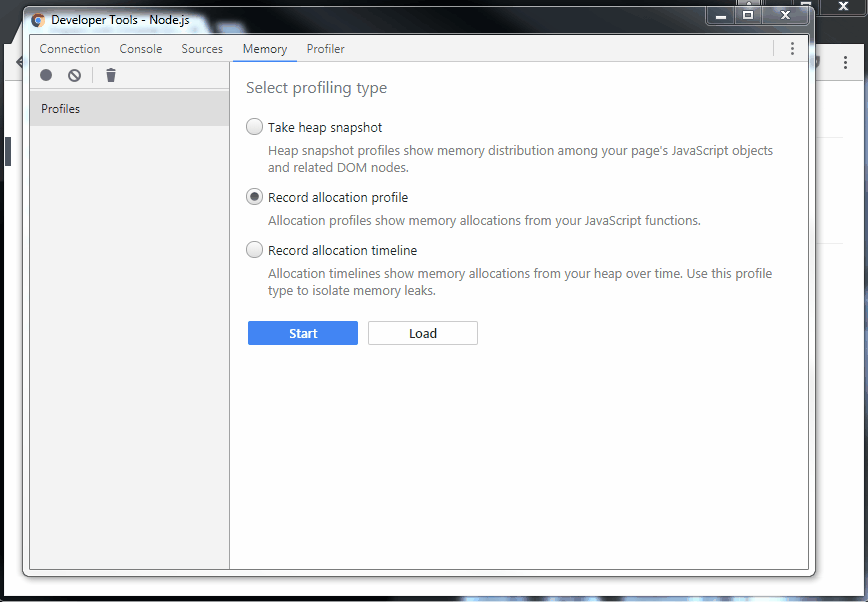 Developer Tools - Node.js
Connection Console Sources Memory Profiler
Profiles
Select profiling type
Take heap snapshot
Heap snapshot profiles show memory distribution among your page's JavaScript objects
and related DOM nodes.
Record allocation profile
Allocation profiles show memory allocations from your JavaScript functions.
Record allocation timeline
Allocation timelines show memory allocations from your heap over time. Use this profile
type to isolate memory leaks.
Start Load